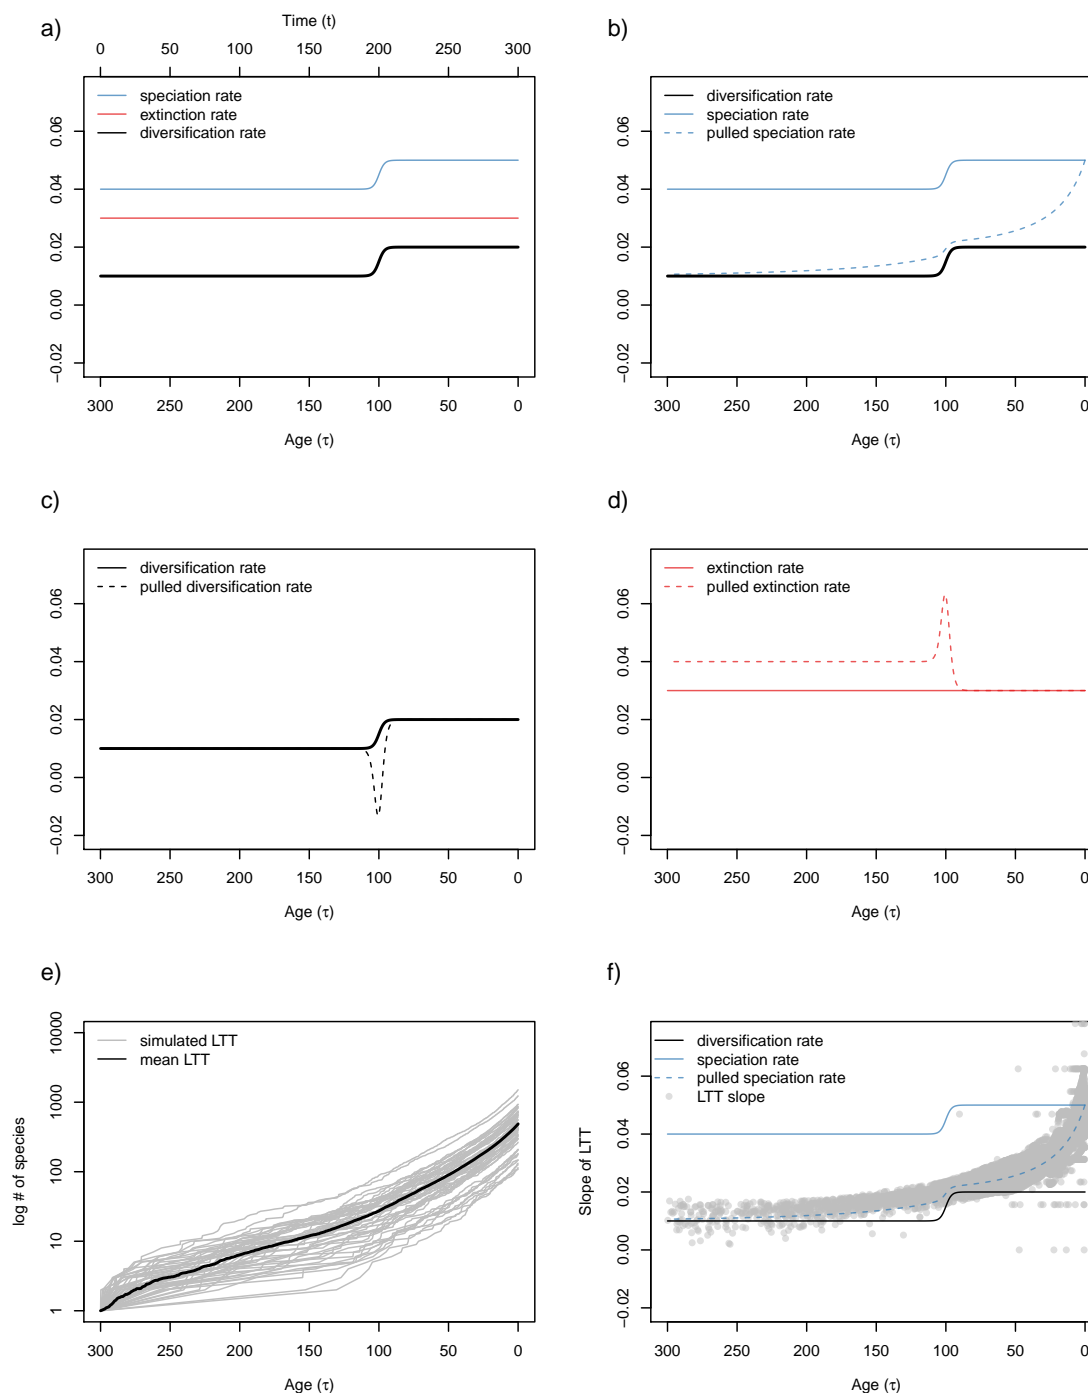 a)
Time (t)
0 50 100 150 200 250 300
speciation rate
extinction rate
diversification rate
−0.02 0.00 0.02 0.04 0.06
300 250 200 150 100 50 0
Age (τ)
b)
diversification rate
speciation rate
pulled speciation rate
−0.02 0.00 0.02 0.04 0.06
300 250 200 150 100 50 0
Age (τ)
c)
diversification rate
pulled diversification rate
−0.02 0.00 0.02 0.04 0.06
300 250 200 150 100 50 0
Age (τ)
d)
extinction rate
pulled extinction rate
−0.02 0.00 0.02 0.04 0.06
300 250 200 150 100 50 0
Age (τ)
e)
simulated LTT
mean LTT
log # of species
1 10 100 1000 10000
300 250 200 150 100 50 0
Age (τ)
f)
diversification rate
speciation rate
pulled speciation rate
LTT slope
Slope of LTT
−0.02 0.00 0.02 0.04 0.06
300 250 200 150 100 50 0
Age (τ)